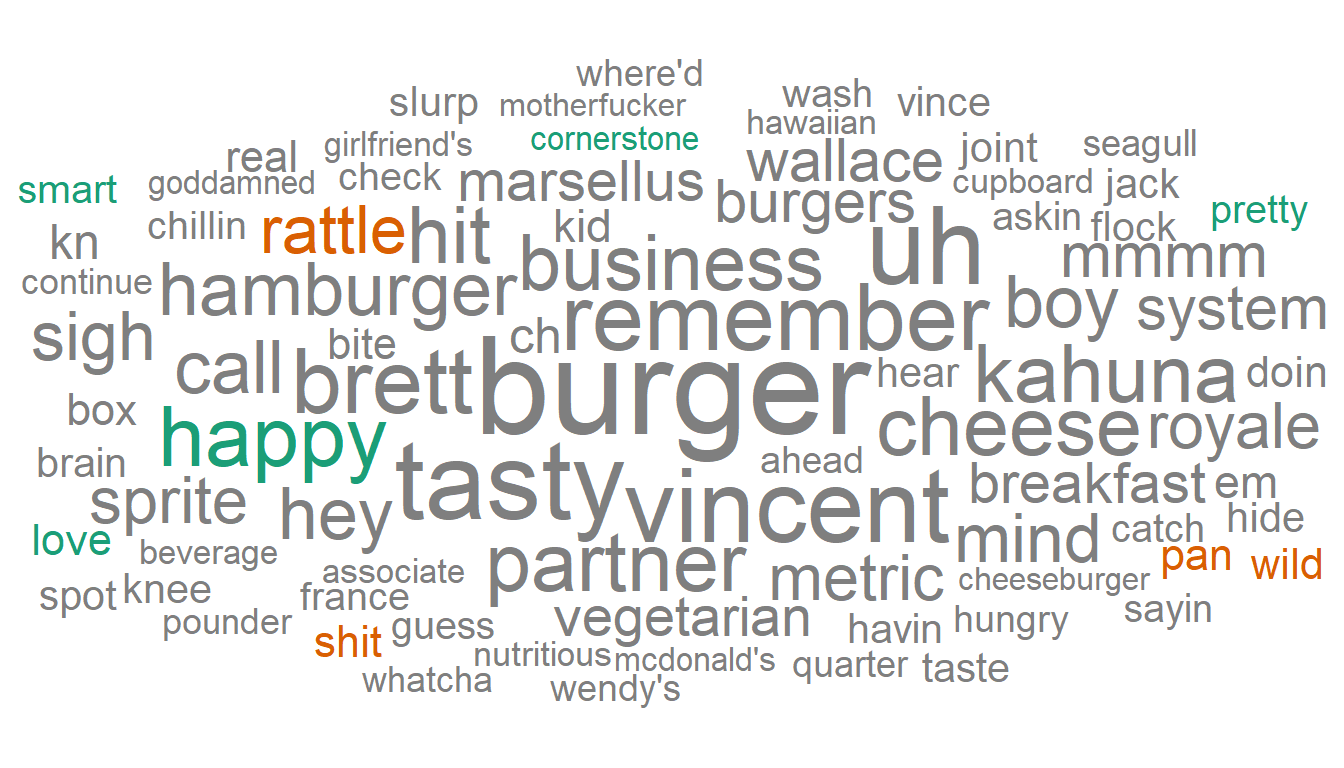 where'd
slurp motherfucker wash vince
hawaiian
real girlfriend's cornerstone wallace joint seagull
smart goddamned check marsellus burgers cupboard jack
kn chillin rattle hit kid uh askin flock pretty
continue hamburger business mmmm
sigh bite ch remember boy system
call brett burger hear kahuna doin
box happy cheese royale
brain tasty ahead breakfast em
sprite hey vincent mind catch hide
love beverage partner metric cheeseburger pan wild
spot knee associate france vegetarian havin hungry sayin
pounder shit guess
nutritious mcdonald's quarter taste
whatcha wendy's